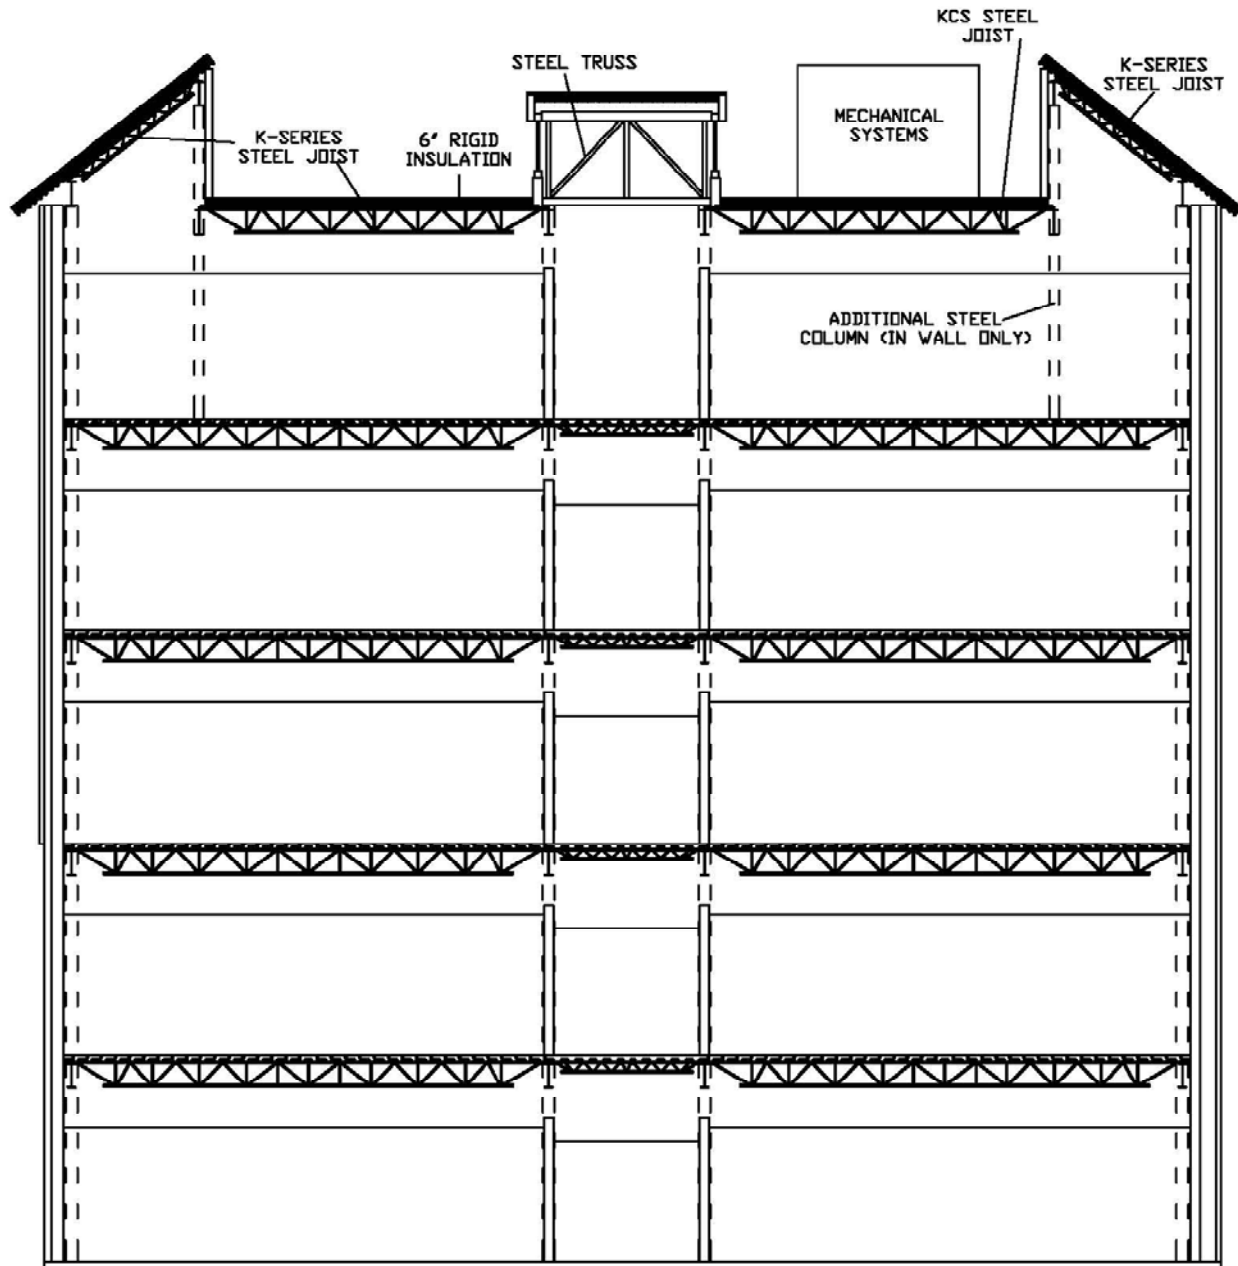 KCS STEEL
JOIST
STEEL TRUSS
K-SERIES
STEEL JOIST
MECHANICAL
SYSTEMS
K-SERIES
STEEL JOIST
6' RIGID
INSULATION
ADDITIONAL STEEL
COLUMN (IN WALL ONLY)